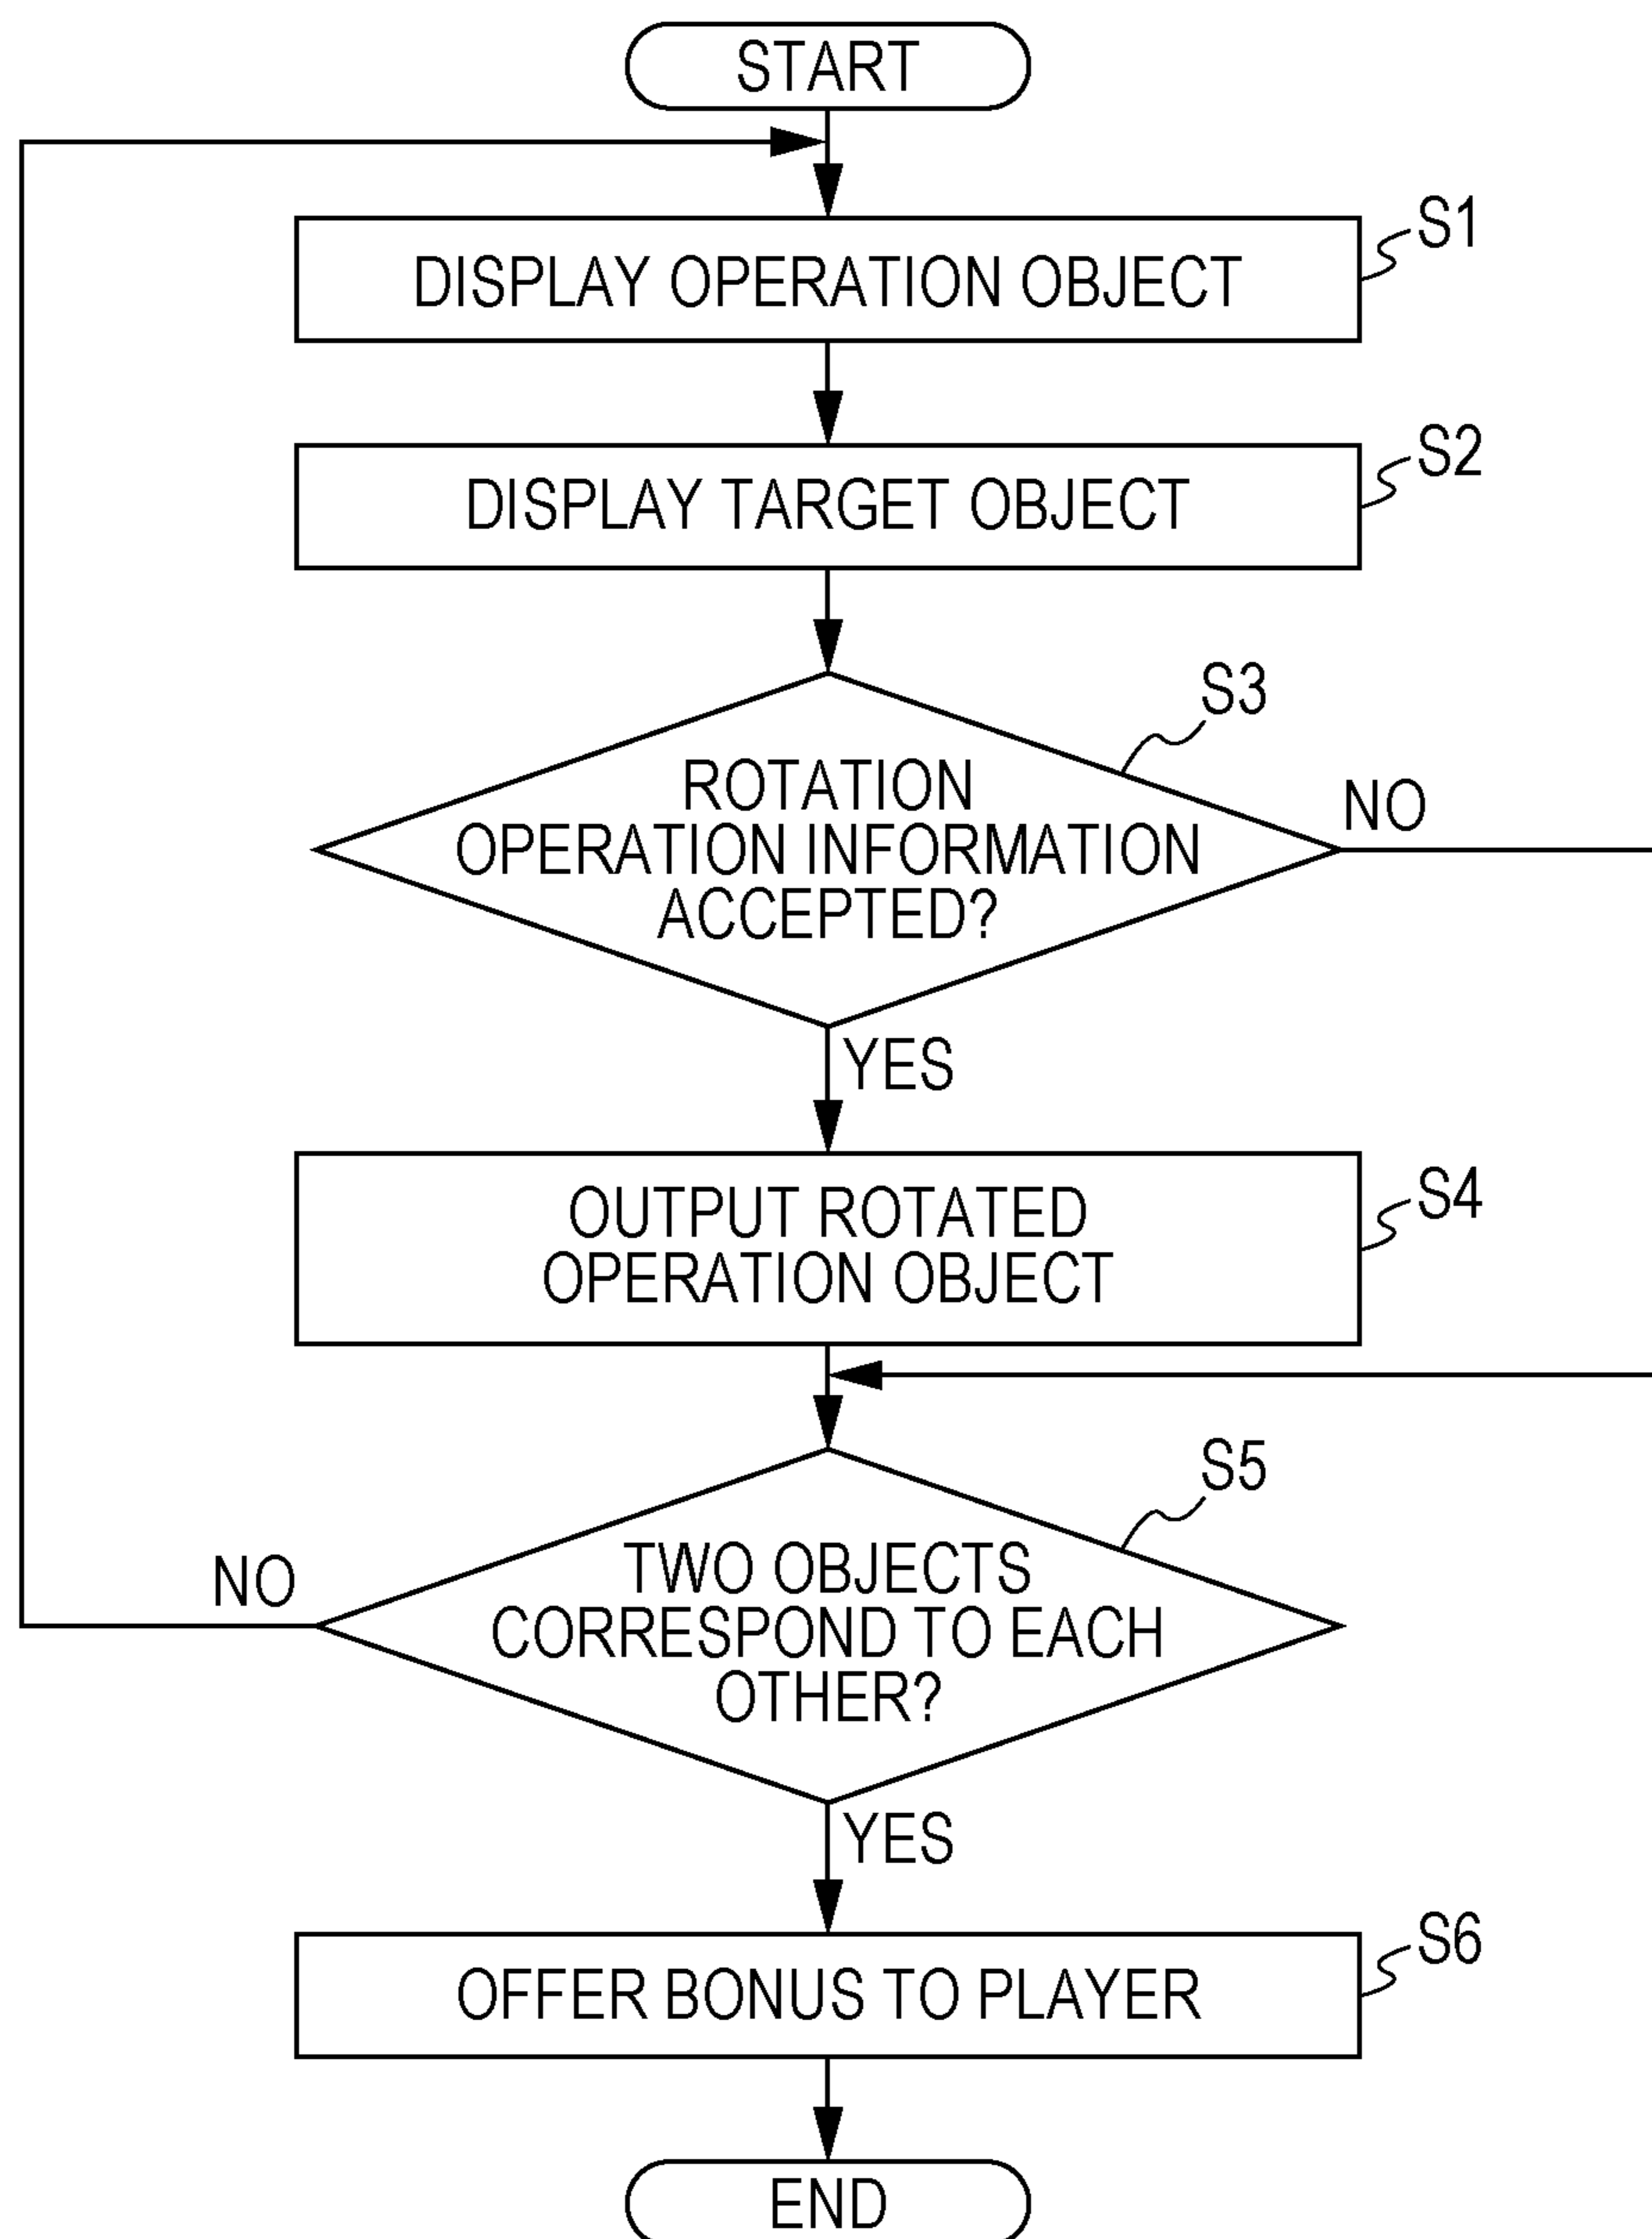 START
S1
DISPLAY OPERATION OBJECT
S2
DISPLAY TARGET OBJECT
S3
ROTATION
OPERATION INFORMATION
ACCEPTED?
NO
YES
S4
OUTPUT ROTATED
OPERATION OBJECT
S5
TWO OBJECTS
CORRESPOND TO EACH
OTHER?
NO
YES
S6
OFFER BONUS TO PLAYER
END